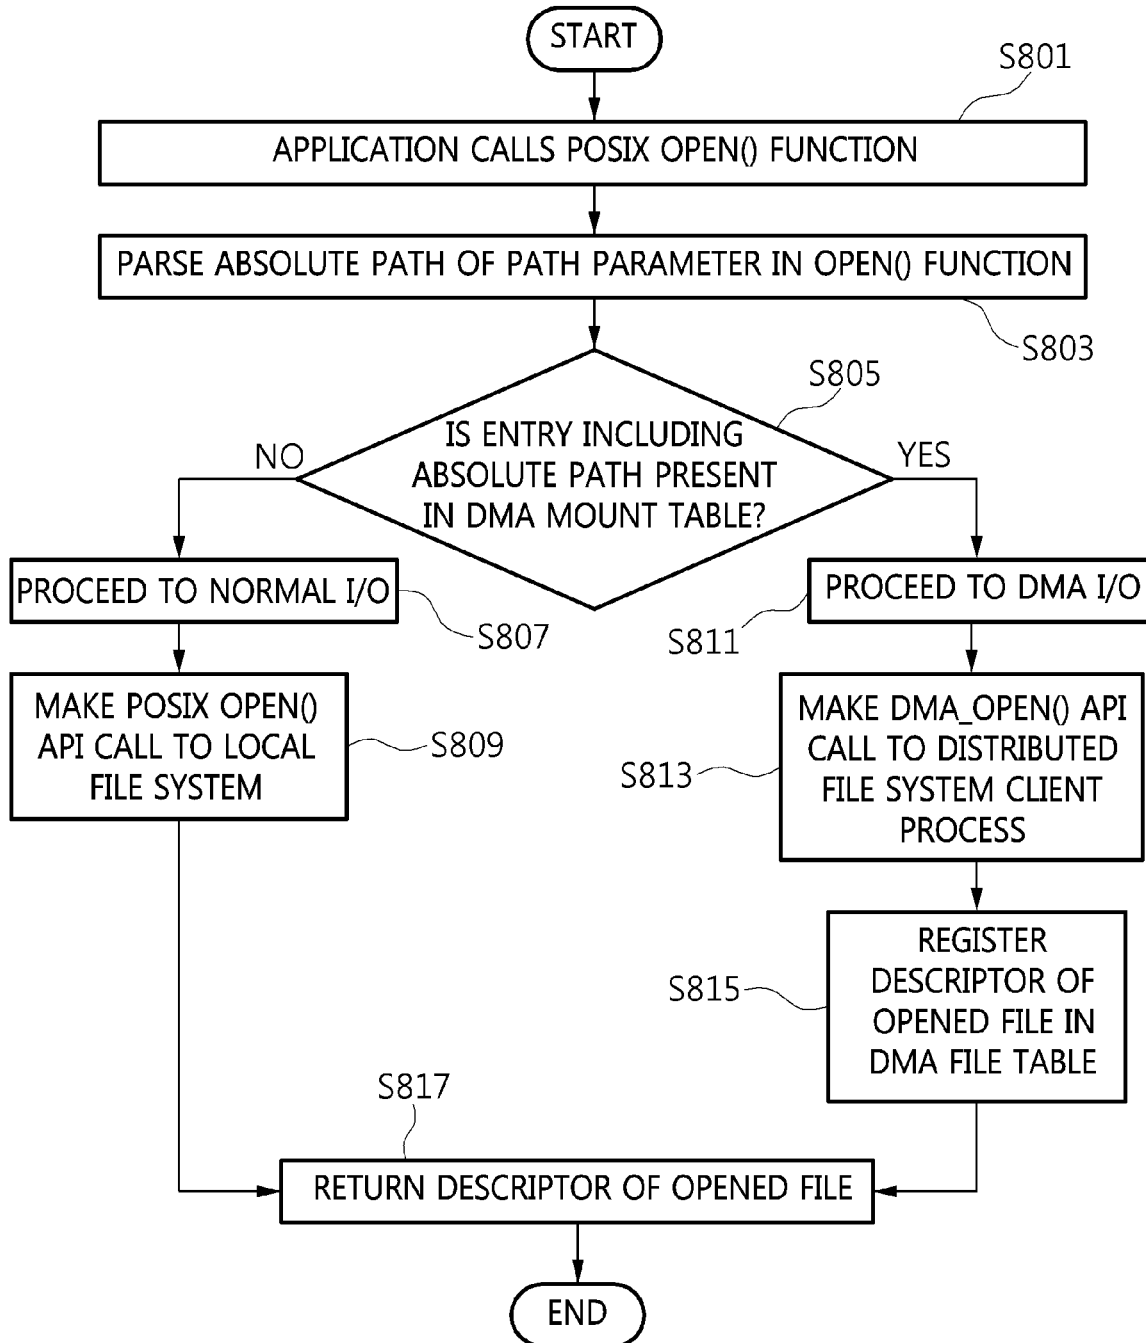 START
S801
APPLICATION CALLS POSIX OPEN() FUNCTION
PARSE ABSOLUTE PATH OF PATH PARAMETER IN OPEN() FUNCTION
S803
S805
IS ENTRY INCLUDING
ABSOLUTE PATH PRESENT
IN DMA MOUNT TABLE?
NO
YES
PROCEED TO NORMAL I/O
S807
MAKE POSIX OPEN()
API CALL TO LOCAL
FILE SYSTEM
S809
PROCEED TO DMA I/O
S811
MAKE DMA_OPEN() API
CALL TO DISTRIBUTED
FILE SYSTEM CLIENT
PROCESS
S813
REGISTER
DESCRIPTOR OF
OPENED FILE IN
DMA FILE TABLE
S815
S817
RETURN DESCRIPTOR OF OPENED FILE
END